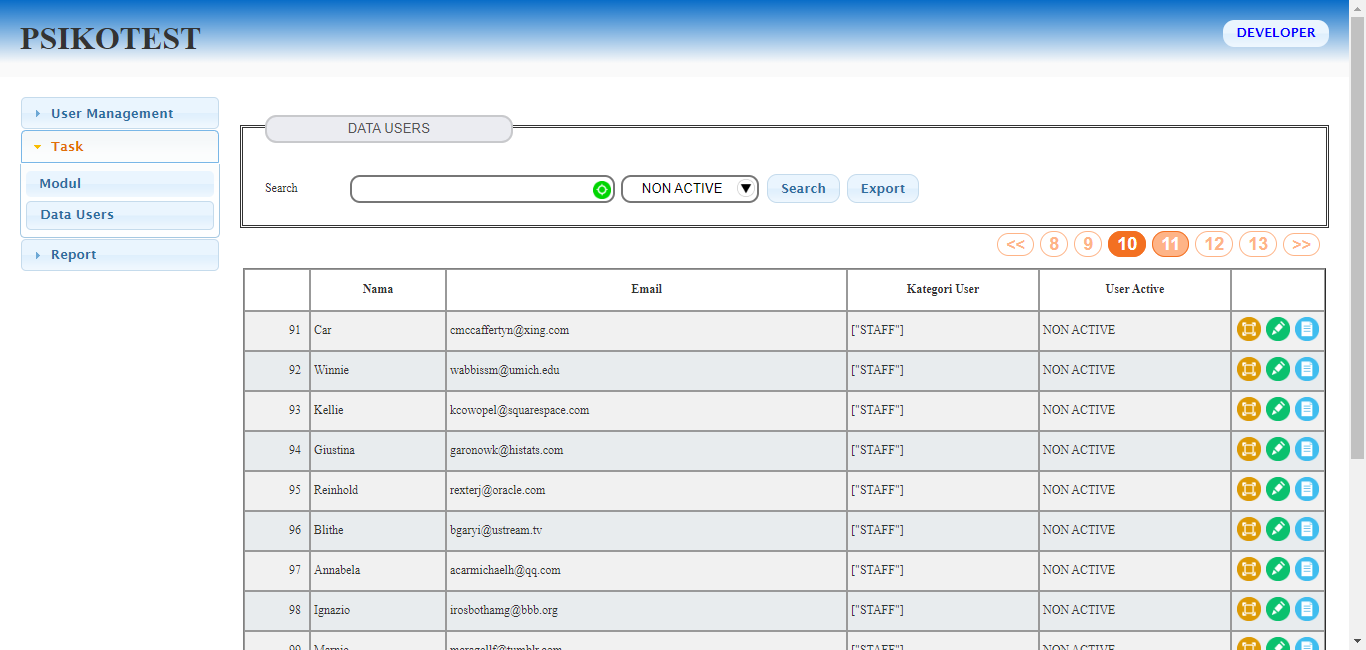 PSIKOTEST
DEVELOPER
User Management
Task
Modul
Data Users
Report
DATA USERS
Search NON ACTIVE Search Export
<< 8 9 10 11 12 13 >>
Nama Email Kategori User User Active
91 Car cmccaffertyn@xing.com ["STAFF"] NON ACTIVE
92 Winnie wabbissm@umich.edu ["STAFF"] NON ACTIVE
93 Kellie kcowopel@squarespace.com ["STAFF"] NON ACTIVE
94 Giustina garonowk@histats.com ["STAFF"] NON ACTIVE
95 Reinhold rexterj@oracle.com ["STAFF"] NON ACTIVE
96 Blithe bgaryi@ustream.tv ["STAFF"] NON ACTIVE
97 Annabela acarmichaelh@qq.com ["STAFF"] NON ACTIVE
98 Ignazio irosbothamg@bbb.org ["STAFF"] NON ACTIVE
99 ["STAFF"] NON ACTIVE